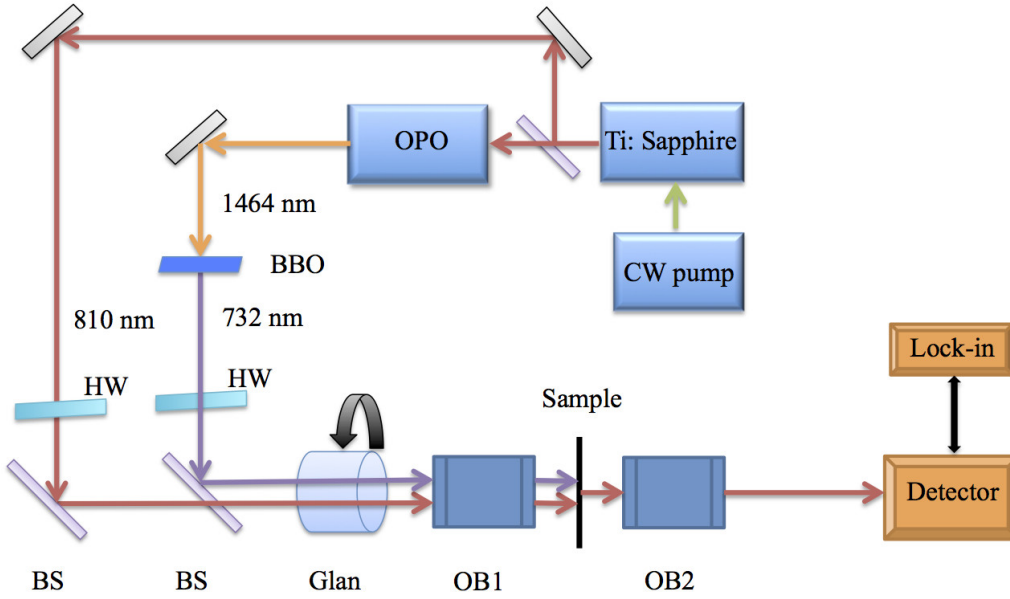 OPO
Ti: Sapphire
1464 nm
BBO
CW pump
810 nm
732 nm
HW
HW
Sample
Lock-in
Detector
BS
BS
Glan
OB1
OB2